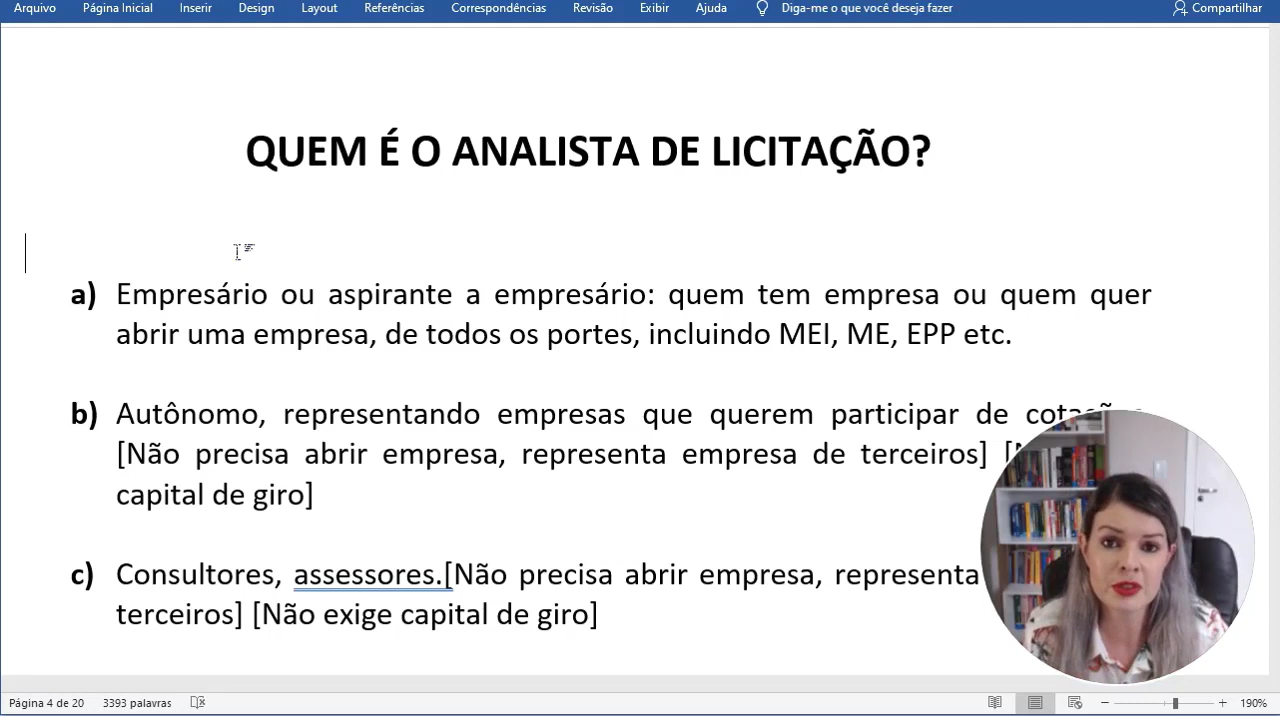 Arquivo Página Inicial Inserir Design Layout Referências Correspondências Revisão Exibir Ajuda Diga-me o que você deseja fazer Compartilhar
QUEM É O ANALISTA DE LICITAÇÃO?
a) Empresário ou aspirante a empresário: quem tem empresa ou quem quer
abrir uma empresa, de todos os portes, incluindo MEI, ME, EPP etc.
b) Autônomo, representando empresas que querem participar de
[Não precisa abrir empresa, representa empresa de terceiros]
capital de giro]
c) Consultores, assessores.[Não precisa abrir empresa, representa
terceiros] [Não exige capital de giro]
Página 4 de 20 3393 palavras 190%